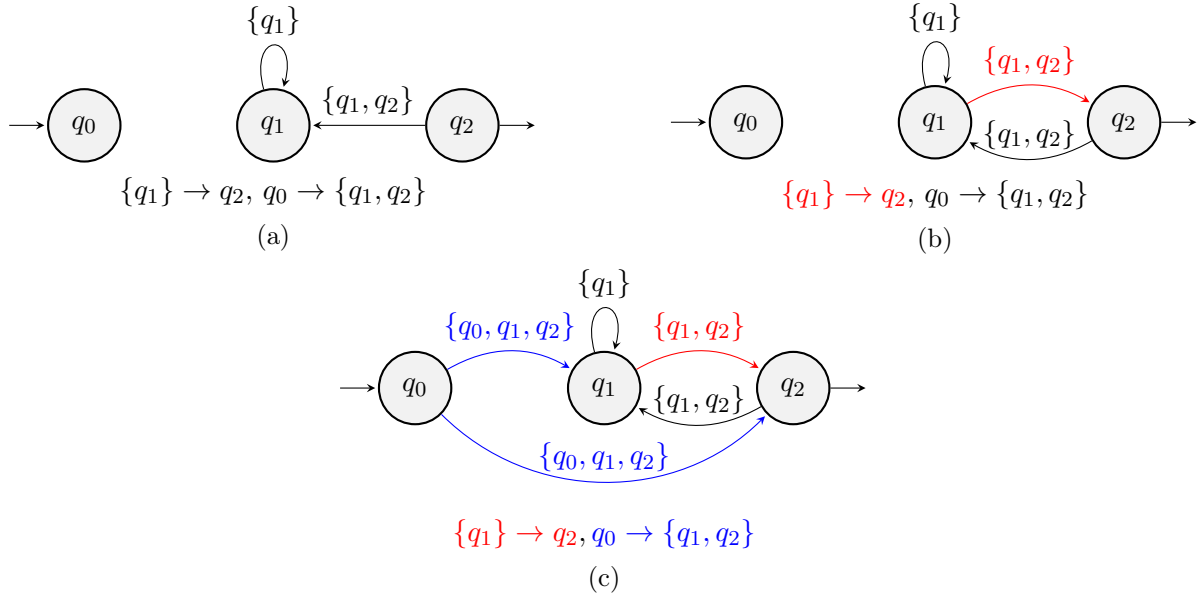 {q₁}
q₀ q₁ {q₁, q₂} q₂
{q₁} → q₂, q₀ → {q₁, q₂}
(a)
{q₁}
{q₁, q₂}
q₀ q₁ {q₁, q₂} q₂
{q₁} → q₂, q₀ → {q₁, q₂}
(b)
{q₁}
{q₀, q₁, q₂} {q₁, q₂}
q₀ q₁ {q₁, q₂} q₂
{q₀, q₁, q₂}
{q₁} → q₂, q₀ → {q₁, q₂}
(c)